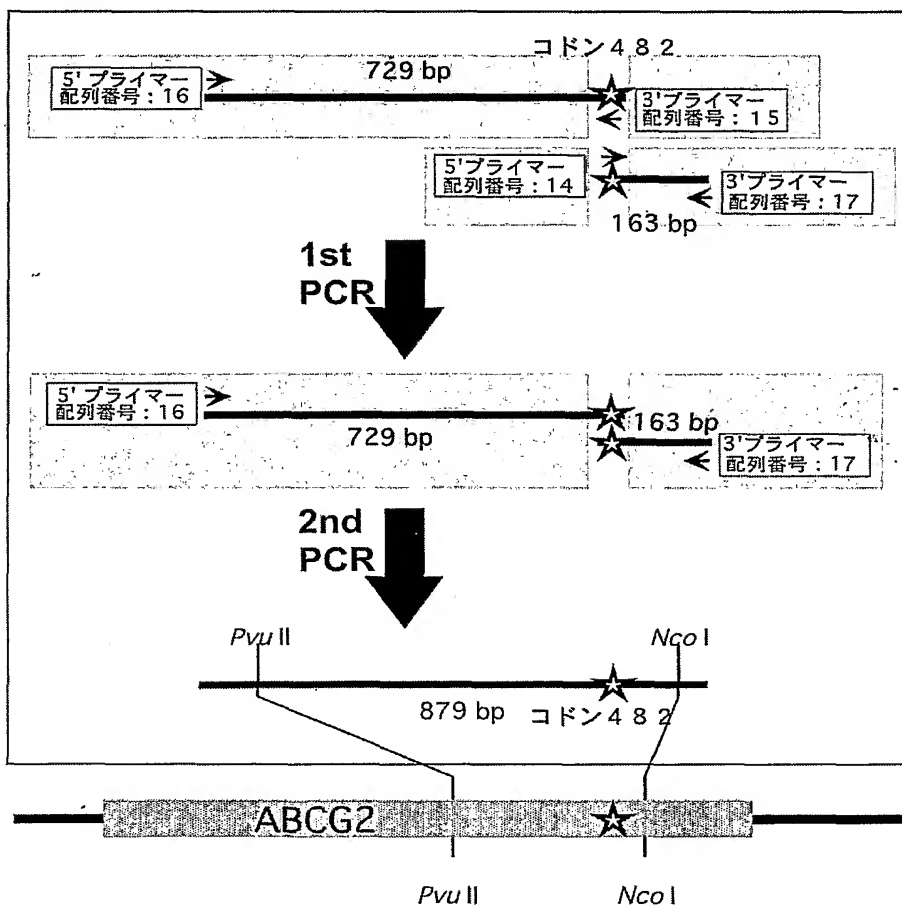 コドン４８２
729 bp
5' プライマー
配列番号：16
3'プライマー
配列番号：１５
5'プライマー
配列番号：14
3'プライマー
配列番号：17
163 bp
1st
PCR
5' プライマー
配列番号：16
729 bp
163 bp
3'プライマー
配列番号：17
2nd
PCR
Pvu II
Nco I
879 bp
コドン４８２
ABCG2
Pvu II
Nco I